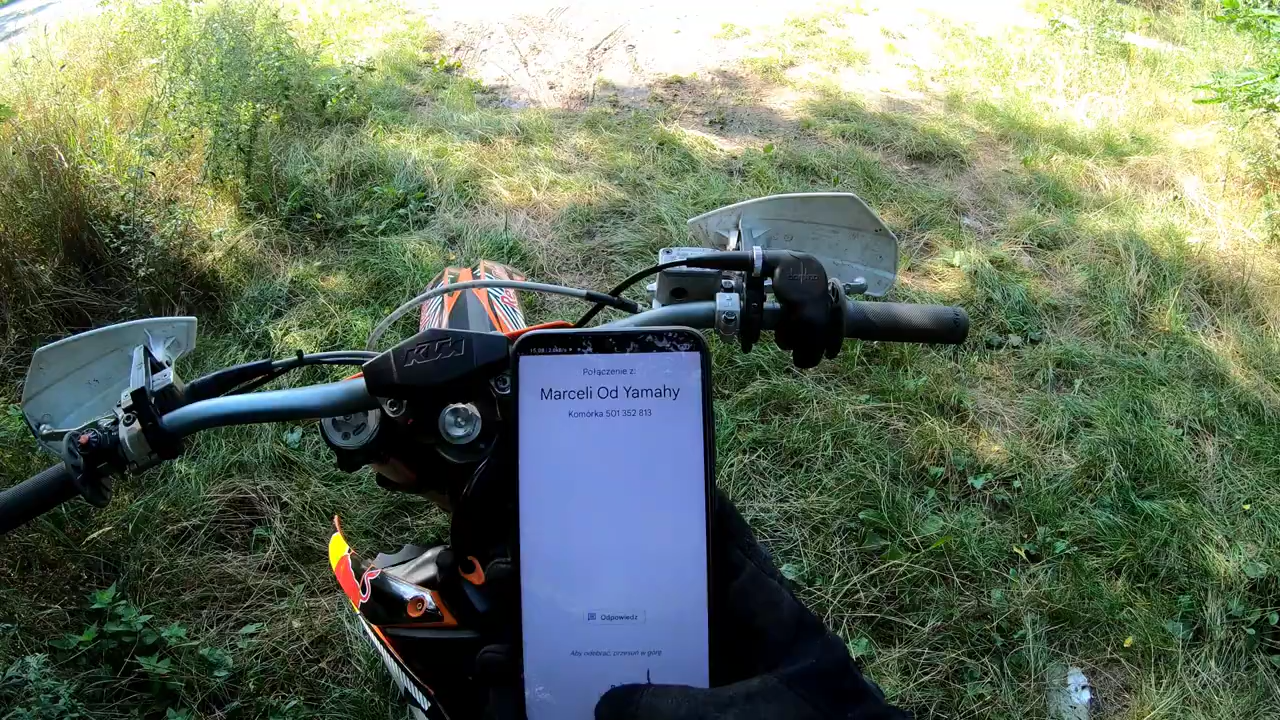 KTM
Połączenie z:
Marceli Od Yamahy
Komórka 501 352 813
Odpowiedz
Aby odebrać, przesuń w górę